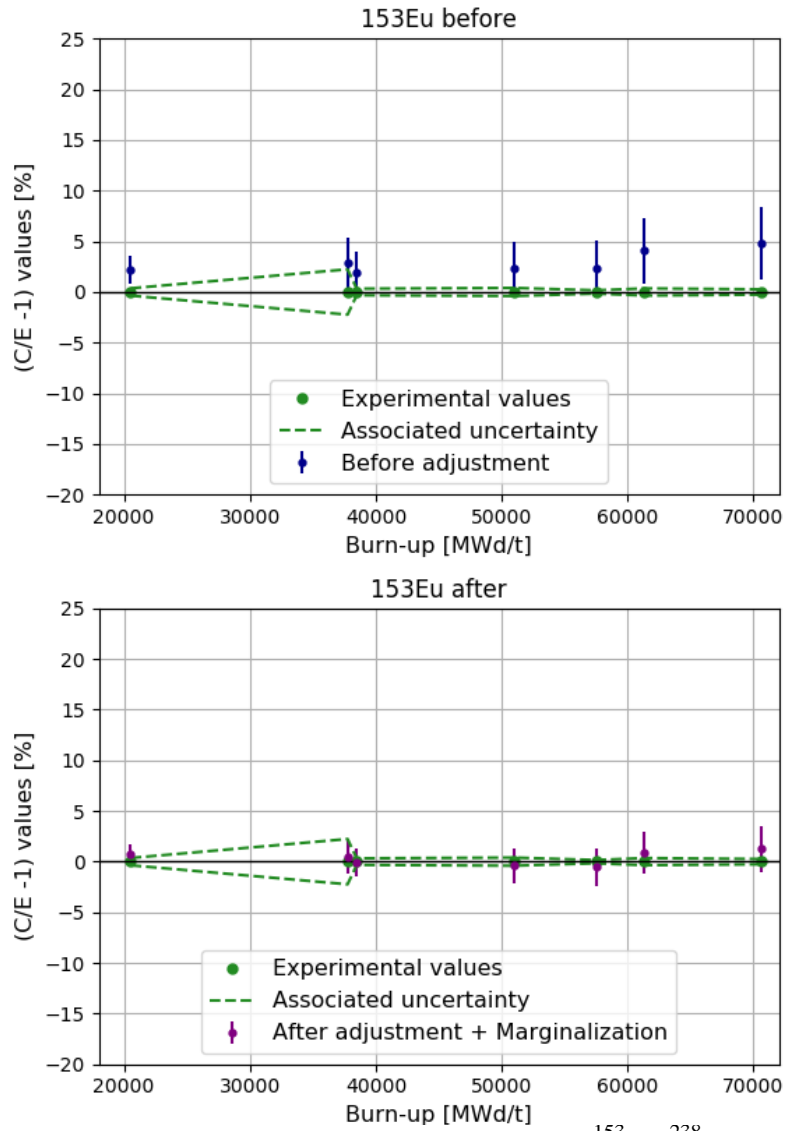 153Eu before
25
20
15
10
5
0
−5
−10
−15
−20
(C/E -1) values [%]
Experimental values
Associated uncertainty
Before adjustment
20000 30000 40000 50000 60000 70000
Burn-up [MWd/t]
153Eu after
25
20
15
10
5
0
−5
−10
−15
−20
(C/E -1) values [%]
Experimental values
Associated uncertainty
After adjustment + Marginalization
20000 30000 40000 50000 60000 70000
Burn-up [MWd/t]
153 238